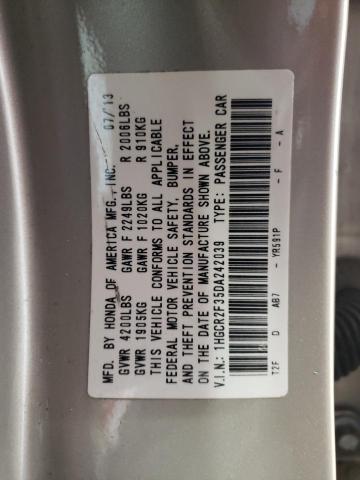 MFD. BY HONDA OF AMERICA MFG., INC. 07/13
GVWR 4200LBS GAWR F 2249LBS R 2006LBS
GVWR 1905KG GAWR F 1020KG R 910KG
THIS VEHICLE CONFORMS TO ALL APPLICABLE
FEDERAL MOTOR VEHICLE SAFETY, BUMPER,
AND THEFT PREVENTION STANDARDS IN EFFECT
ON THE DATE OF MANUFACTURE SHOWN ABOVE.
V.I.N.: 1HGCR2F35DA242039 TYPE: PASSENGER CAR
T2F D AB7 - YR591P - F - A